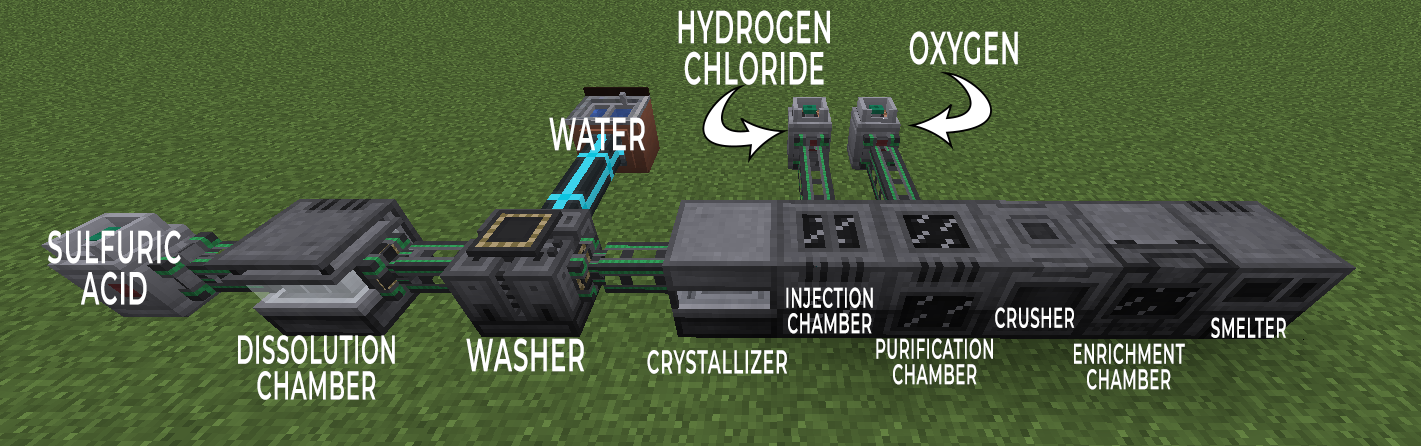 HYDROGEN
CHLORIDE
OXYGEN
WATER
SULFURIC
ACID
DISSOLUTION
CHAMBER
WASHER
CRYSTALLIZER
INJECTION
CHAMBER
PURIFICATION
CHAMBER
CRUSHER
ENRICHMENT
CHAMBER
SMELTER